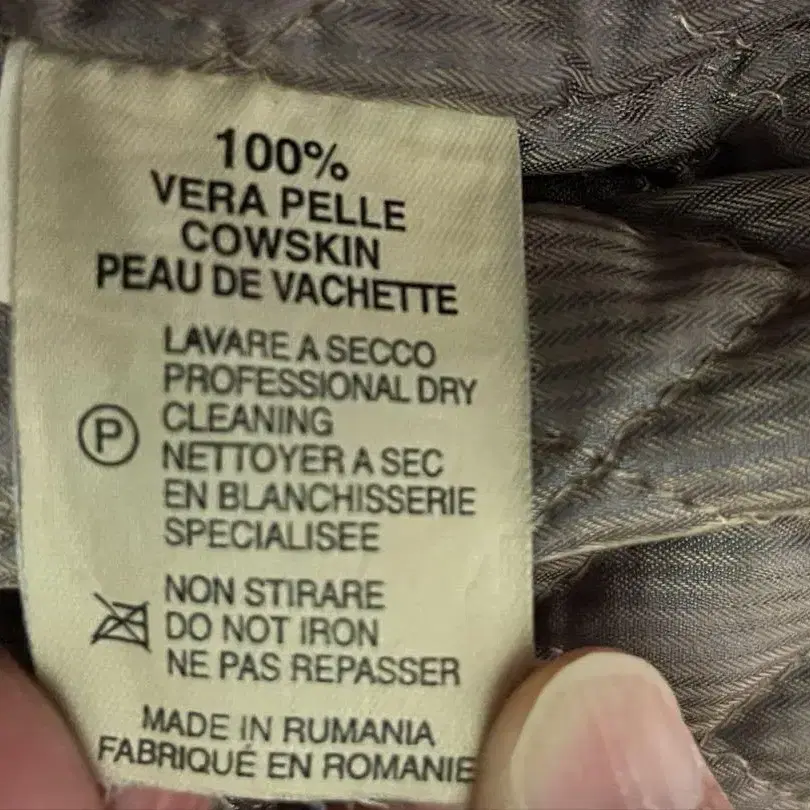 100%
VERA PELLE
COWSKIN
PEAU DE VACHETTE
LAVARE A SECCO
PROFESSIONAL DRY
CLEANING
P
NETTOYER A SEC
EN BLANCHISSERIE
SPECIALISEE
NON STIRARE
DO NOT IRON
NE PAS REPASSER
MADE IN RUMANIA
FABRIQUÉ EN ROMANIE